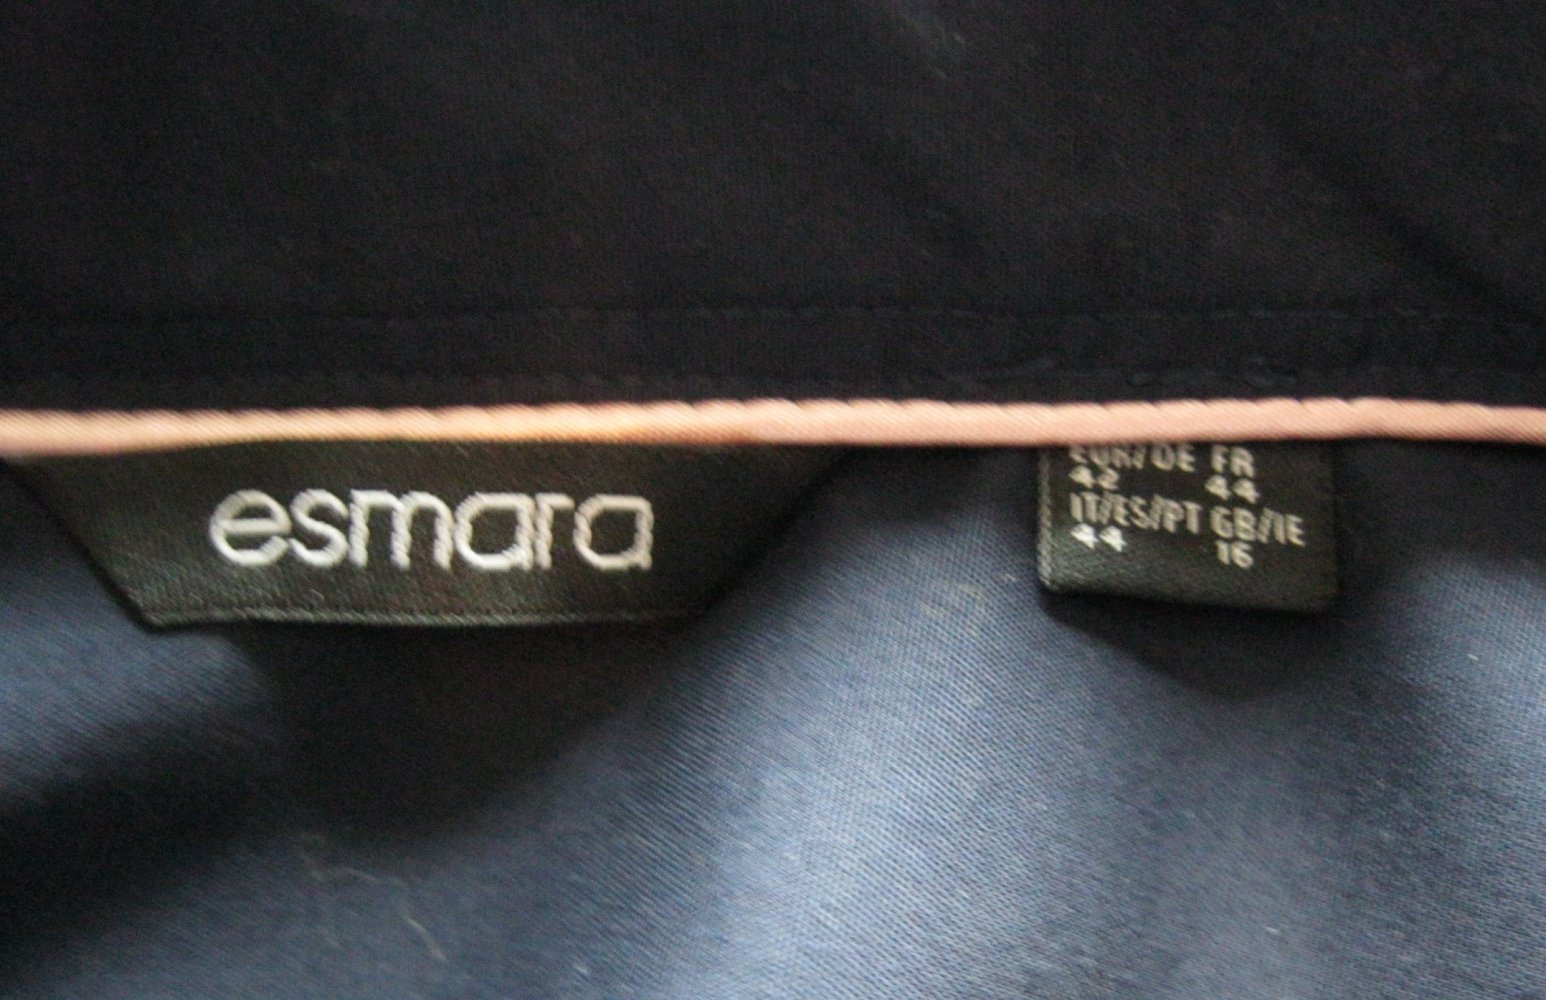 esmara
EUR/DE FR
42 44
IT/ES/PT GB/IE
44 16